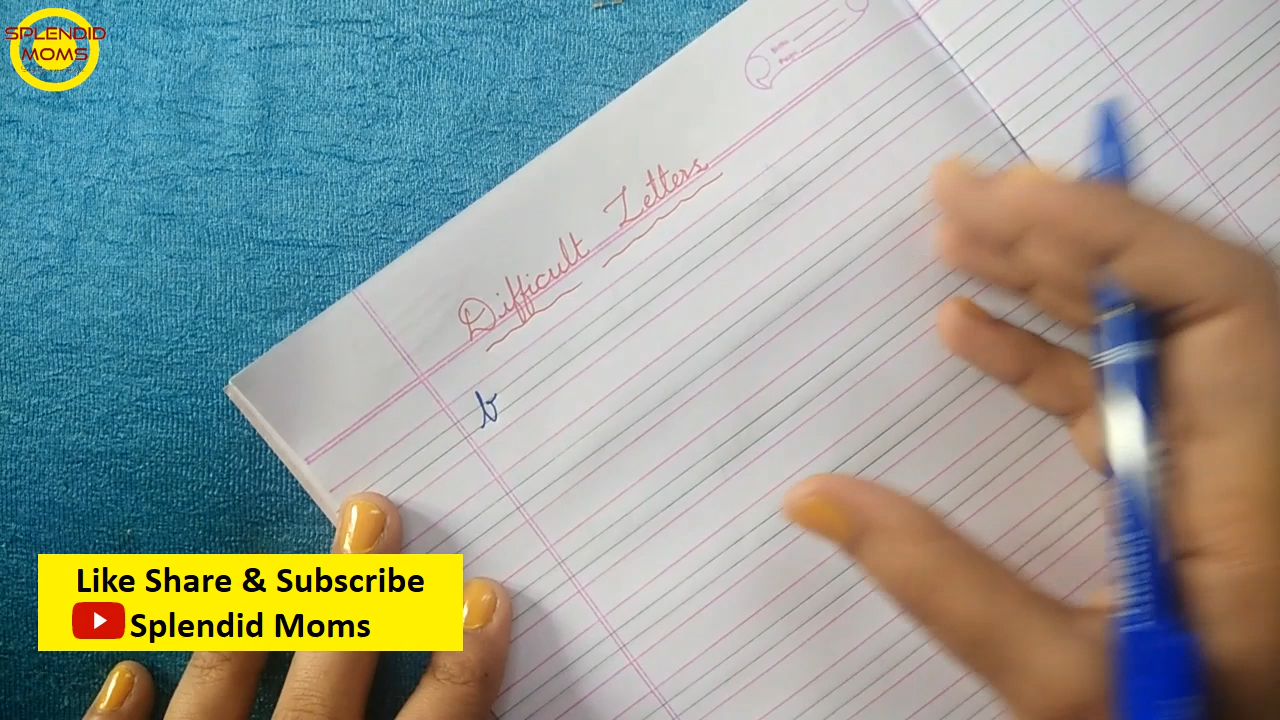 SPLENDID
MOMS
Difficult Letters
b
Like Share & Subscribe
Splendid Moms